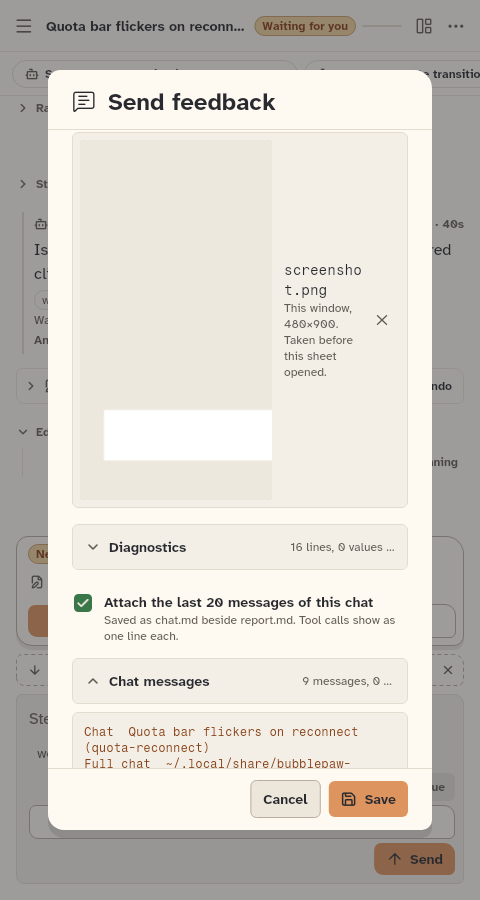 Quota bar flickers on reconn...
Waiting for you
Send feedback
screensho
t.png
This window,
480×900.
Taken before
this sheet
opened.
Diagnostics
16 lines, 0 values ...
Attach the last 20 messages of this chat
Saved as chat.md beside report.md. Tool calls show as
one line each.
Chat messages
9 messages, 0 ...
Chat  Quota bar flickers on reconnect
(quota-reconnect)
Full chat  ~/.local/share/bubblepaw-
Cancel
Save
Send